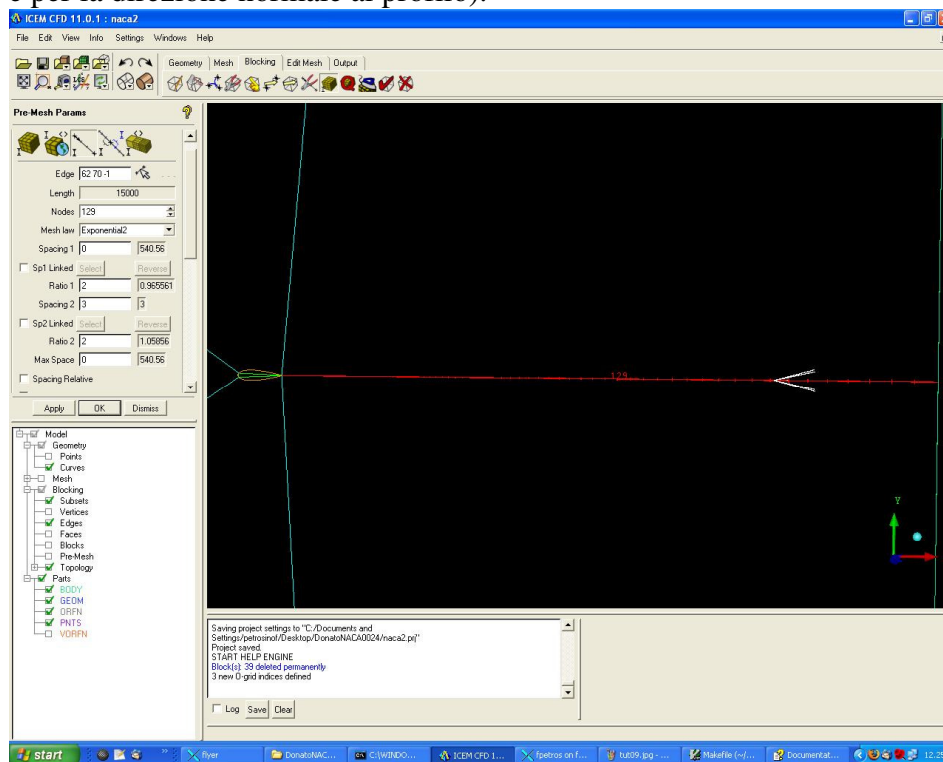 e per la direzione normale al profilo).
ICEM CFD 11.0.1 : naca2
File Edit View Info Settings Windows Help
Geometry Mesh Blocking Edit Mesh Output
Pre-Mesh Params
Edge 62 70 -1
Length 15000
Nodes 129
Mesh law Exponential2
Spacing 1 0 540.56
Sp1 Linked Select Reverse
Ratio 1 2 0.965561
Spacing 2 3 3
Sp2 Linked Select Reverse
Ratio 2 2 1.05856
Max Space 0 540.56
Spacing Relative
Apply OK Dismiss
129
Y
Model
Geometry
Points
Curves
Mesh
Blocking
Subsets
Vertices
Edges
Faces
Blocks
Pre-Mesh
Topology
Parts
BODY
GEOM
ORFN
PNTS
VORFN
Saving project settings to "C:/Documents and
Settings/petrosinof/Desktop/DonatoNACA0024/naca2.prj"
Project saved.
START HELP ENGINE
Block(s): 39 deleted permanently
3 new O-grid indices defined
Log Save Clear
start flyer DonatoNAC... C:\WINDO... ICEM CFD 1... fpetros on f... tut09.jpg - ... Makefile (~/... Documentat... 12.25